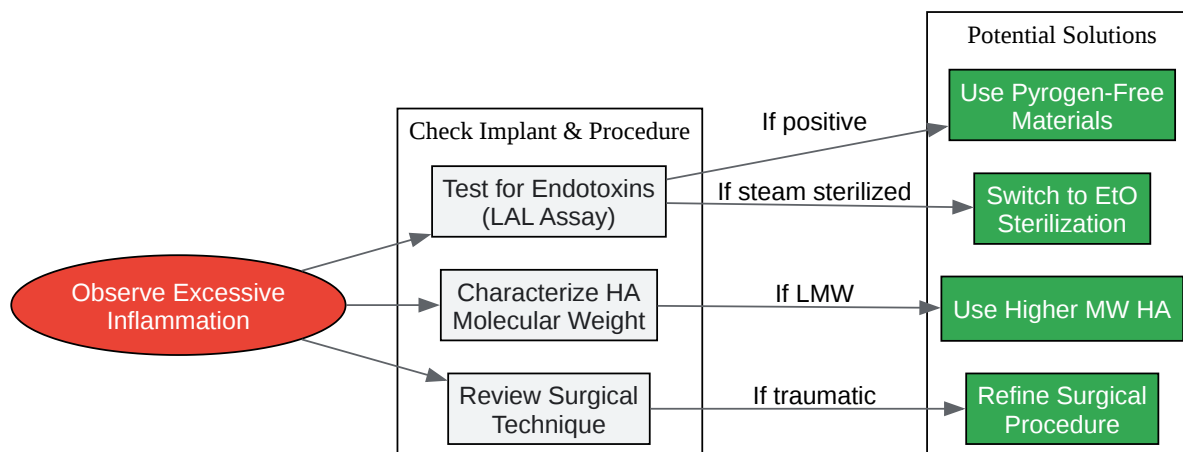 Observe Excessive
Inflammation
Check Implant & Procedure
Test for Endotoxins
(LAL Assay)
Characterize HA
Molecular Weight
Review Surgical
Technique
If positive
If steam sterilized
If LMW
If traumatic
Potential Solutions
Use Pyrogen-Free
Materials
Switch to EtO
Sterilization
Use Higher MW HA
Refine Surgical
Procedure